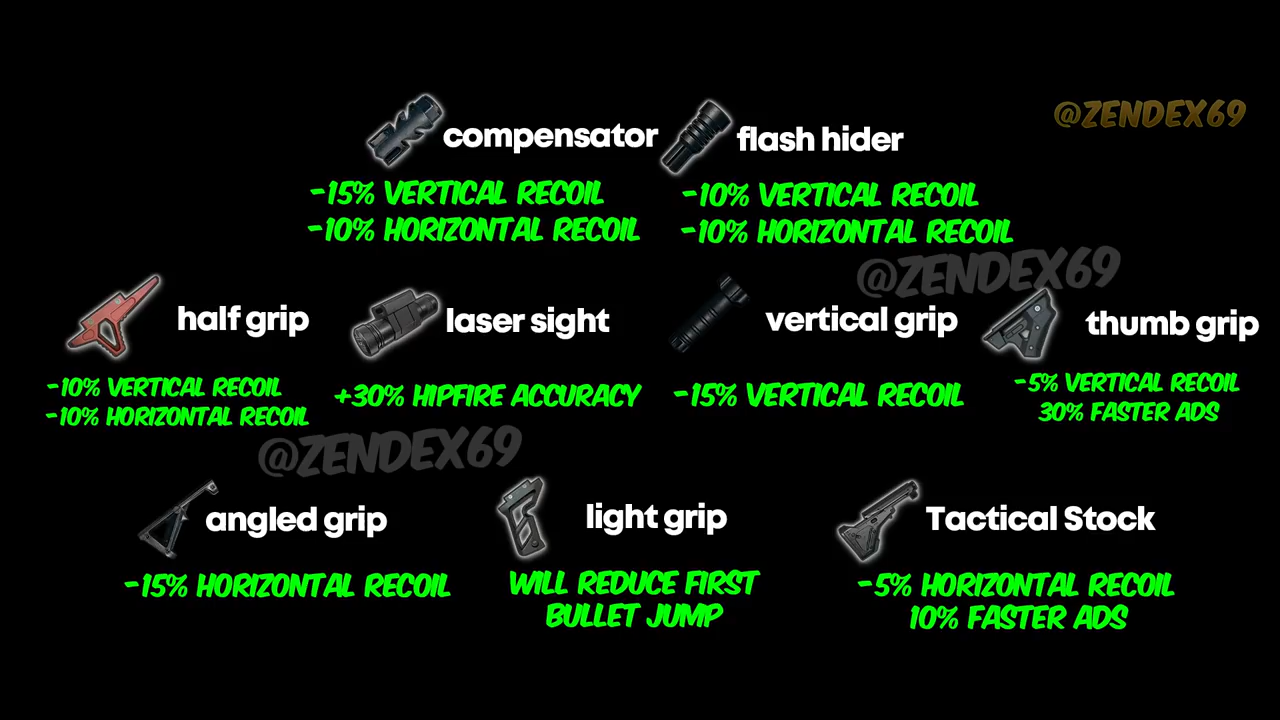 @ZENDEX69
compensator
flash hider
-15% VERTICAL RECOIL
-10% HORIZONTAL RECOIL
-10% VERTICAL RECOIL
-10% HORIZONTAL RECOIL
@ZENDEX69
half grip
laser sight
vertical grip
thumb grip
-10% VERTICAL RECOIL
-10% HORIZONTAL RECOIL
+30% HIPFIRE ACCURACY
-15% VERTICAL RECOIL
-5% VERTICAL RECOIL
30% FASTER ADS
@ZENDEX69
angled grip
light grip
Tactical Stock
-15% HORIZONTAL RECOIL
WILL REDUCE FIRST
BULLET JUMP
-5% HORIZONTAL RECOIL
10% FASTER ADS